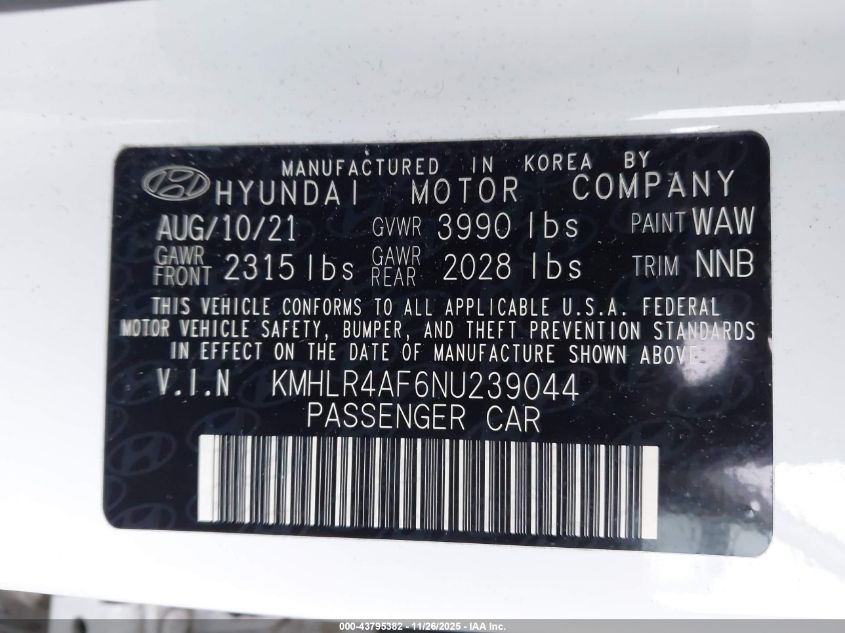 MANUFACTURED IN KOREA BY
HYUNDAI MOTOR COMPANY
AUG/10/21 GVWR 3990 lbs PAINT WAW
GAWR FRONT 2315 lbs GAWR REAR 2028 lbs TRIM NNB
THIS VEHICLE CONFORMS TO ALL APPLICABLE U.S.A. FEDERAL
MOTOR VEHICLE SAFETY, BUMPER, AND THEFT PREVENTION STANDARDS
IN EFFECT ON THE DATE OF MANUFACTURE SHOWN ABOVE.
V.I.N KMHLR4AF6NU239044
PASSENGER CAR
000-43795382 - 11/26/2025 - IAA Inc.